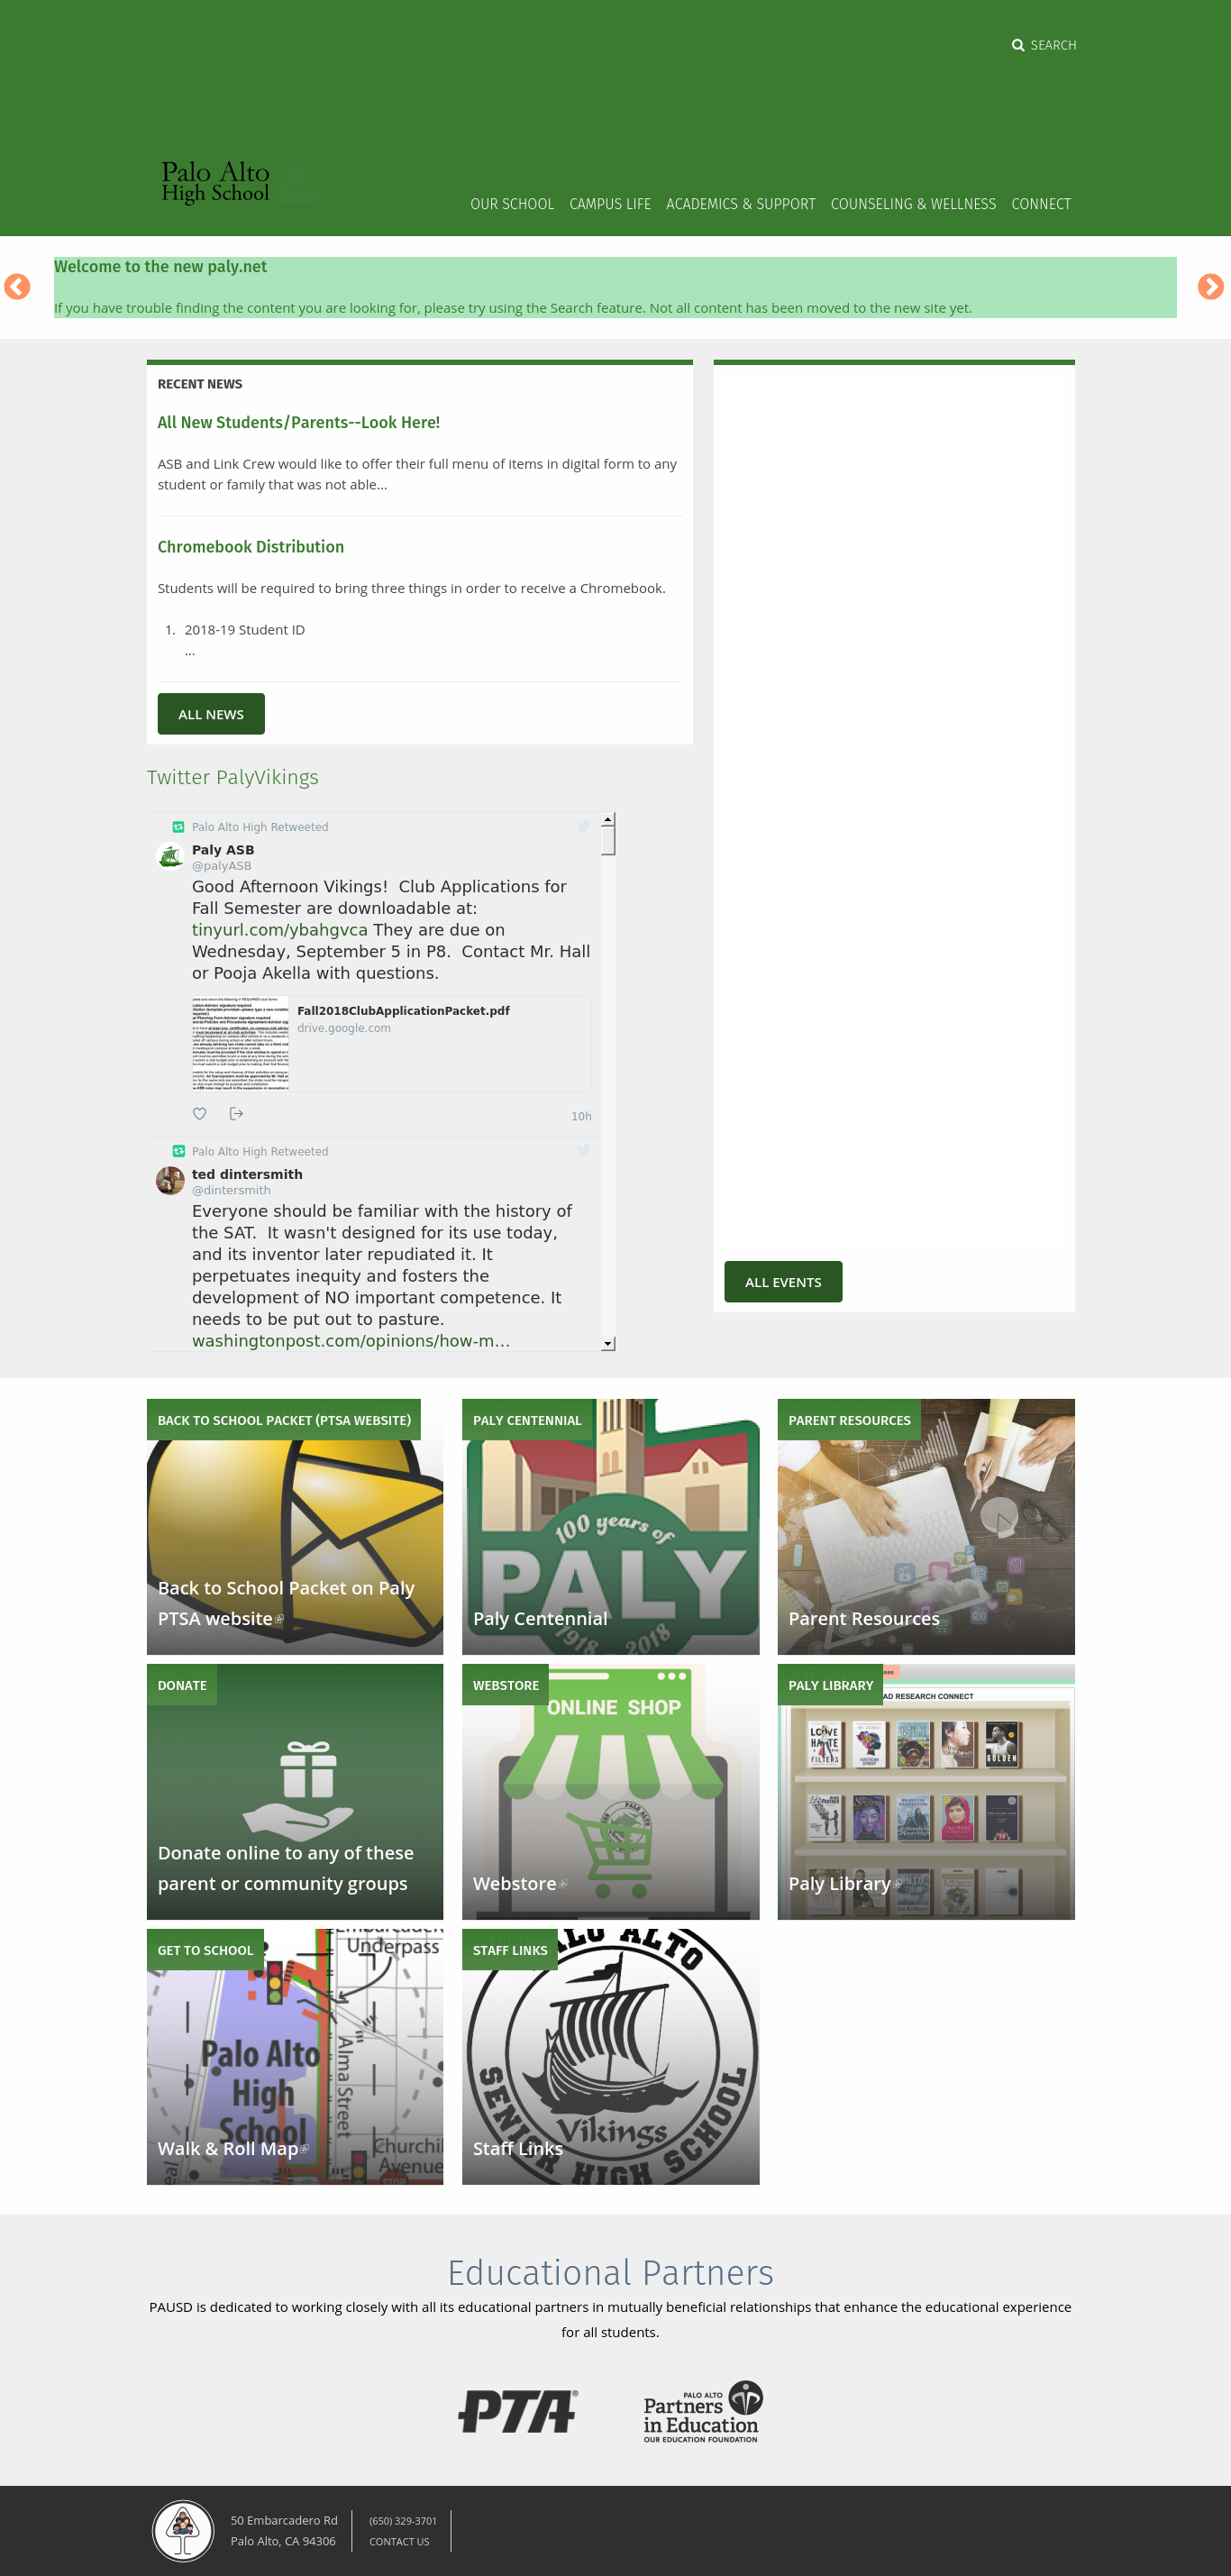 SEARCH
Palo Alto
High School
OUR SCHOOL CAMPUS LIFE ACADEMICS & SUPPORT COUNSELING & WELLNESS CONNECT
Welcome to the new paly.net
If you have trouble finding the content you are looking for, please try using the Search feature. Not all content has been moved to the new site yet.
RECENT NEWS
All New Students/Parents--Look Here!
ASB and Link Crew would like to offer their full menu of items in digital form to any
student or family that was not able...
Chromebook Distribution
Students will be required to bring three things in order to receive a Chromebook.
1. 2018-19 Student ID
...
ALL NEWS
Twitter PalyVikings
Palo Alto High Retweeted
Paly ASB
@palyASB
Good Afternoon Vikings!  Club Applications for
Fall Semester are downloadable at:
tinyurl.com/ybahgvca They are due on
Wednesday, September 5 in P8.  Contact Mr. Hall
or Pooja Akella with questions.
Fall2018ClubApplicationPacket.pdf
drive.google.com
10h
Palo Alto High Retweeted
ted dintersmith
@dintersmith
Everyone should be familiar with the history of
the SAT.  It wasn't designed for its use today,
and its inventor later repudiated it. It
perpetuates inequity and fosters the
development of NO important competence. It
needs to be put out to pasture.
washingtonpost.com/opinions/how-m…
ALL EVENTS
BACK TO SCHOOL PACKET (PTSA WEBSITE)
Back to School Packet on Paly
PTSA website
PALY CENTENNIAL
100 years of
PALY
1918 - 2018
Paly Centennial
PARENT RESOURCES
Parent Resources
DONATE
Donate online to any of these
parent or community groups
WEBSTORE
ONLINE SHOP
Webstore
PALY LIBRARY
AD RESEARCH CONNECT
Paly Library
GET TO SCHOOL
Underpass
Alma Street
Palo Alto
High
School
Churchil
Avenue
STOP
Walk & Roll Map
STAFF LINKS
PALO ALTO
SENIOR HIGH SCHOOL
Vikings
Staff Links
Educational Partners
PAUSD is dedicated to working closely with all its educational partners in mutually beneficial relationships that enhance the educational experience
for all students.
PTA®
PALO ALTO
Partners
in Education
OUR EDUCATION FOUNDATION
50 Embarcadero Rd
Palo Alto, CA 94306
(650) 329-3701
CONTACT US